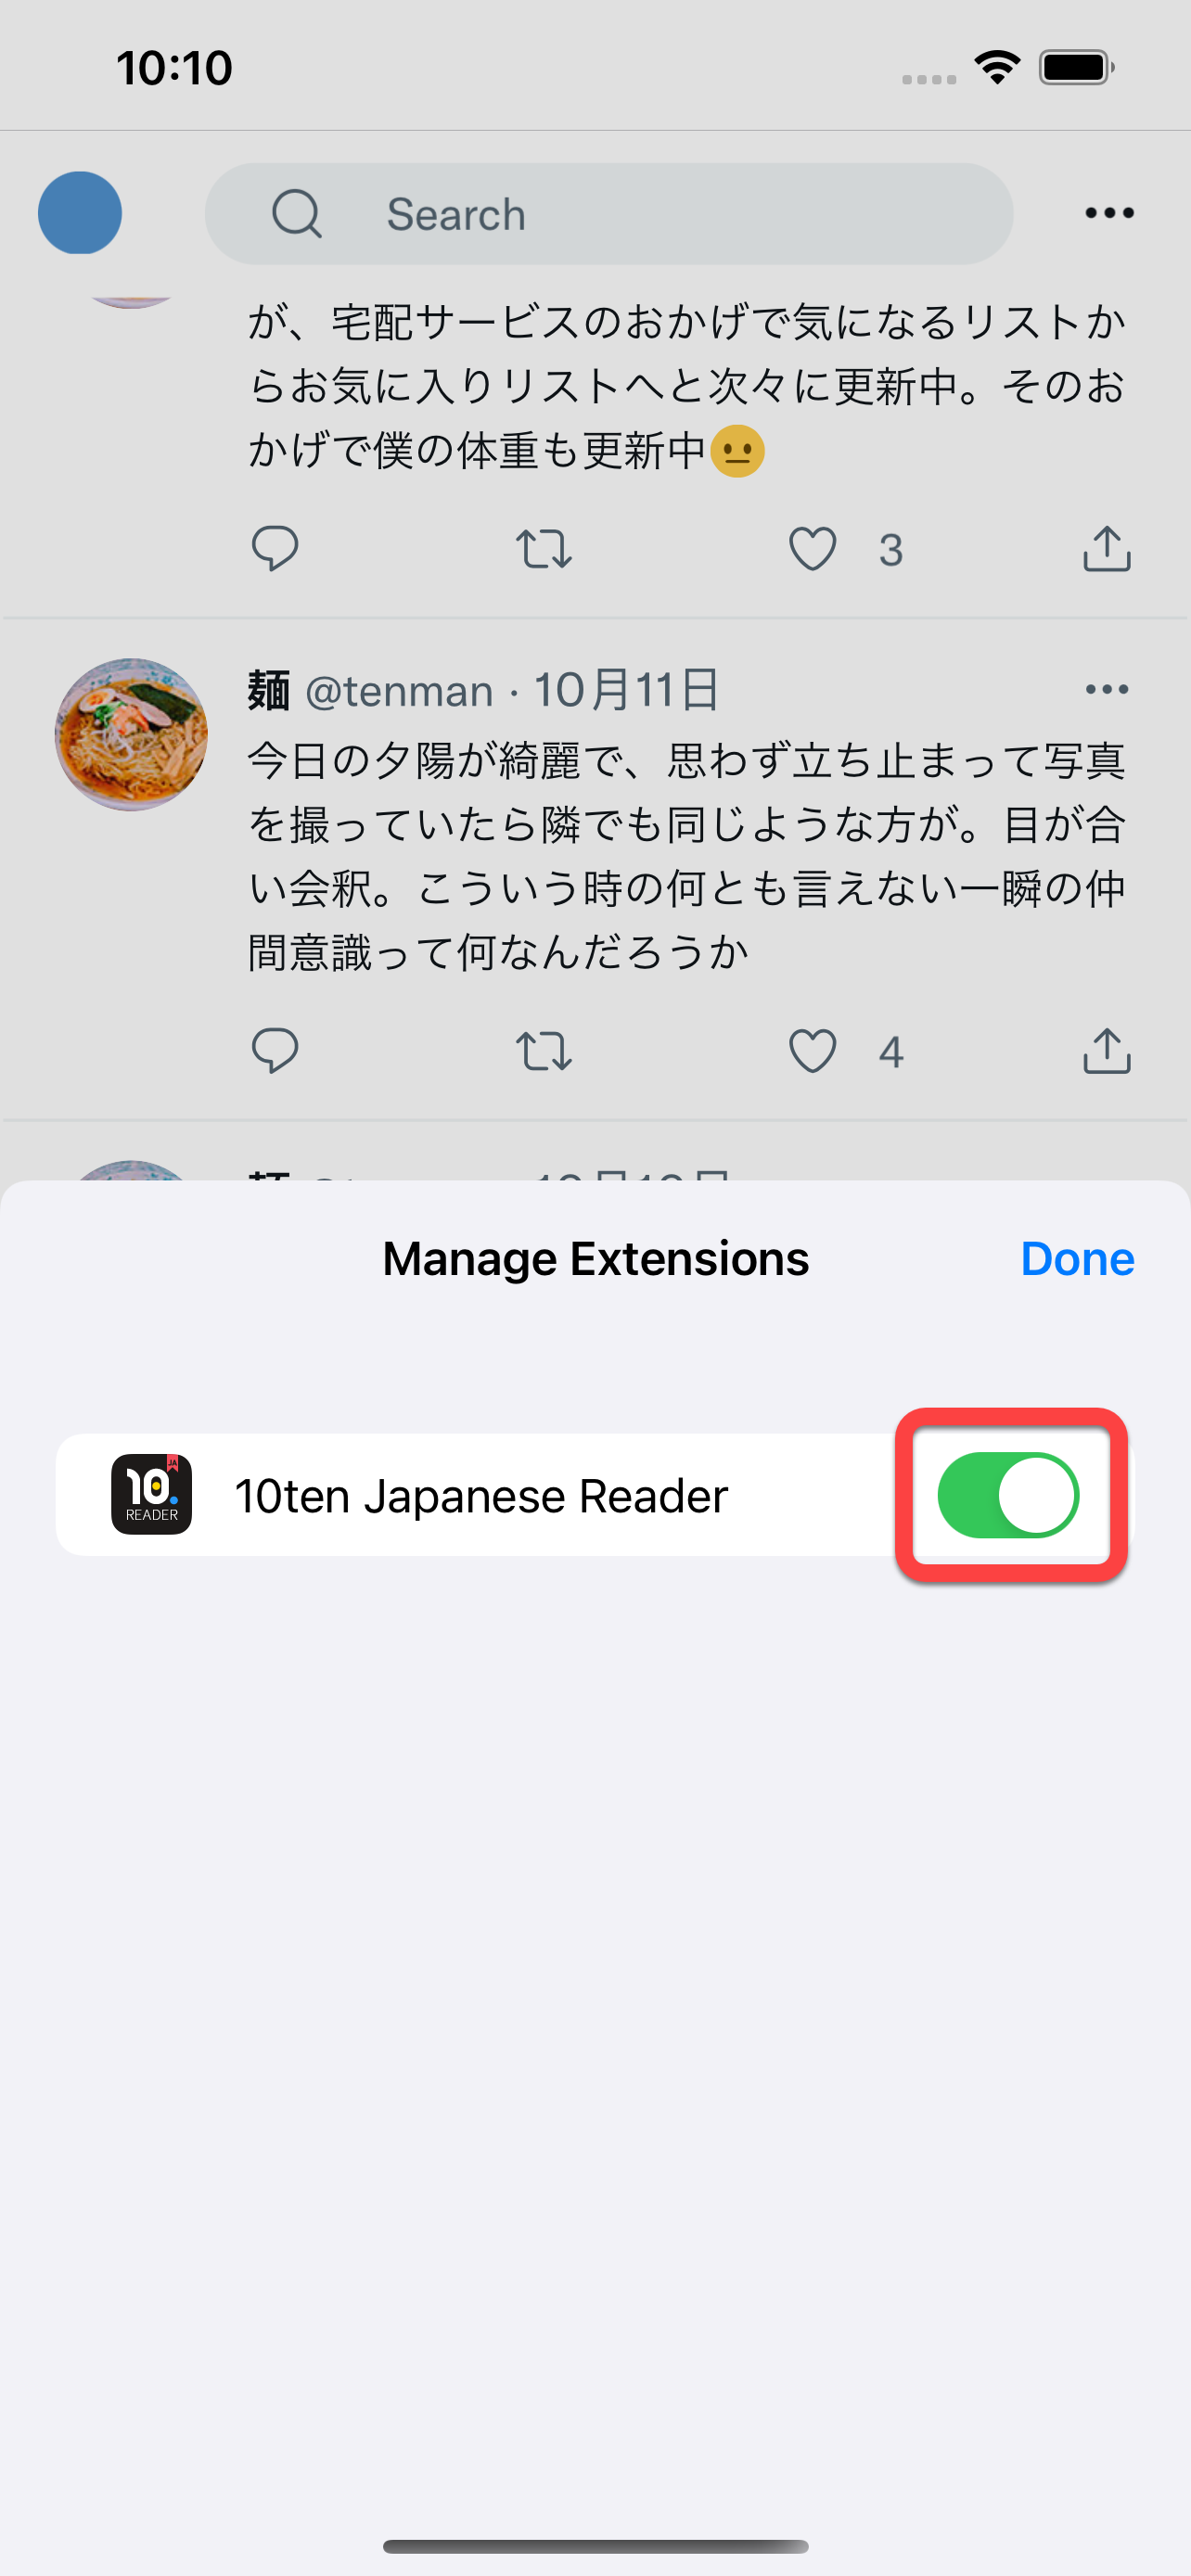 10:10
Search
が、宅配サービスのおかげで気になるリストか
らお気に入りリストへと次々に更新中。そのお
かげで僕の体重も更新中😐
3
麺 @tenman · 10月11日
今日の夕陽が綺麗で、思わず立ち止まって写真
を撮っていたら隣でも同じような方が。目が合
い会釈。こういう時の何とも言えない一瞬の仲
間意識って何なんだろうか
4
Manage Extensions
Done
10 JA
READER
10ten Japanese Reader